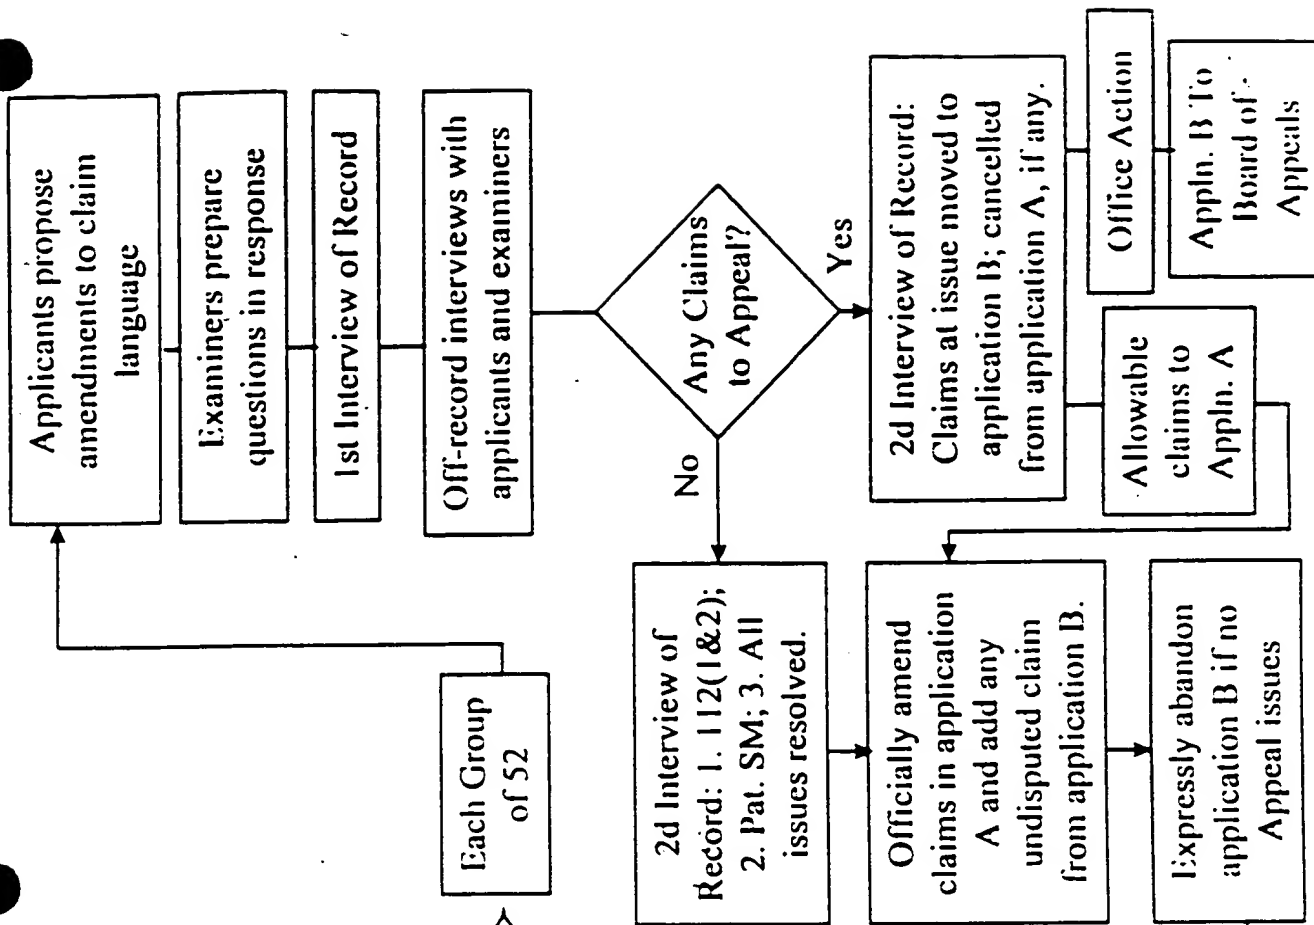 Applicants propose
amendments to claim
language
Examiners prepare
questions in response
1st Interview of Record
Off-record interviews with
applicants and examiners
Each Group
of 52
Any Claims
to Appeal?
No
Yes
2d Interview of
Record: 1. 112(1&2);
2. Pat. SM; 3. All
issues resolved.
2d Interview of Record:
Claims at issue moved to
application B; cancelled
from application A, if any.
Officially amend
claims in application
A and add any
undisputed claim
from application B.
Allowable
claims to
Appln. A
Office Action
Appln. B To
Board of
Appeals
Expressly abandon
application B if no
Appeal issues